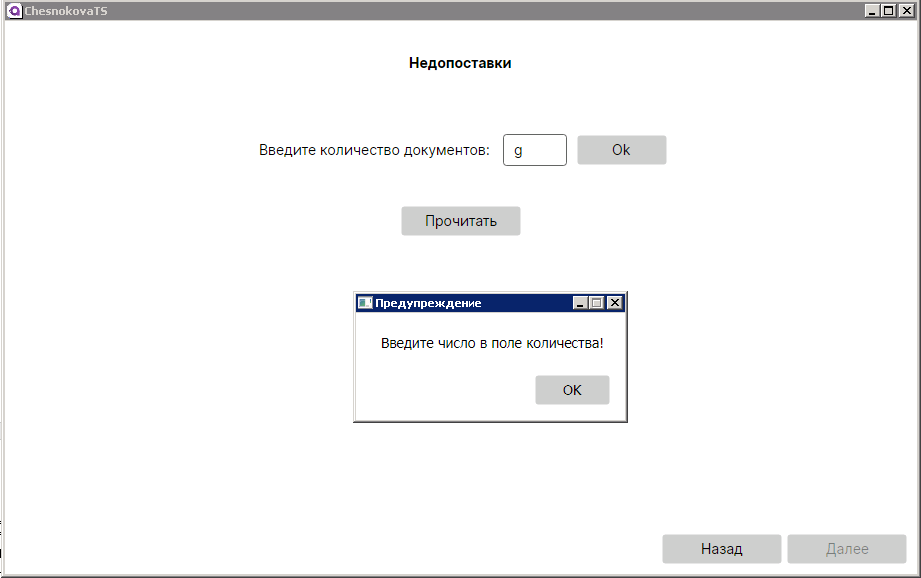 ChesnokovaTS
Недопоставки
Введите количество документов: g Ok
Прочитать
Предупреждение
Введите число в поле количества!
OK
Назад Далее